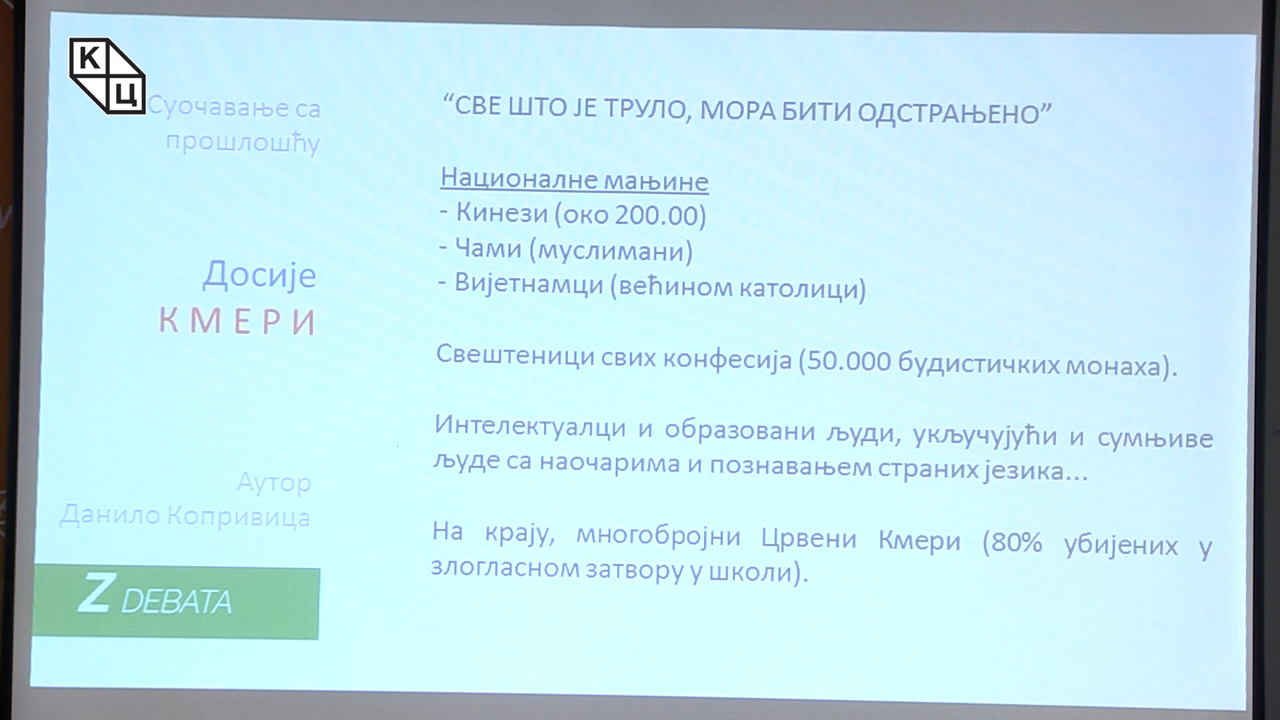 КЦ
Суочавање са
прошлошћу
Досије
КМЕРИ
Аутор
Данило Копривица
Z DEBATA
“СВЕ ШТО ЈЕ ТРУЛО, МОРА БИТИ ОДСТРАЊЕНО”
Националне мањине
- Кинези (око 200.00)
- Чами (муслимани)
- Вијетнамци (већином католици)
Свештеници свих конфесија (50.000 будистичких монаха).
Интелектуалци и образовани људи, укључујући и сумњиве
људе са наочарима и познавањем страних језика...
На крају, многобројни Црвени Кмери (80% убијених у
злогласном затвору у школи).